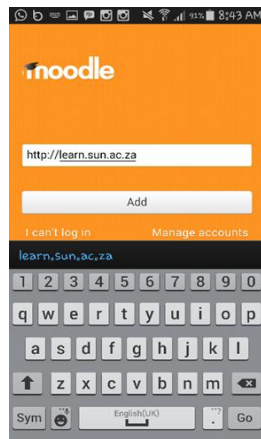 91% 8:43 AM
moodle
http://learn.sun.ac.za
Add
I can't log in Manage accounts
learn.sun.ac.za
1 2 3 4 5 6 7 8 9 0
q w e r t y u i o p
a s d f g h j k l
z x c v b n m
Sym English(UK) . Go